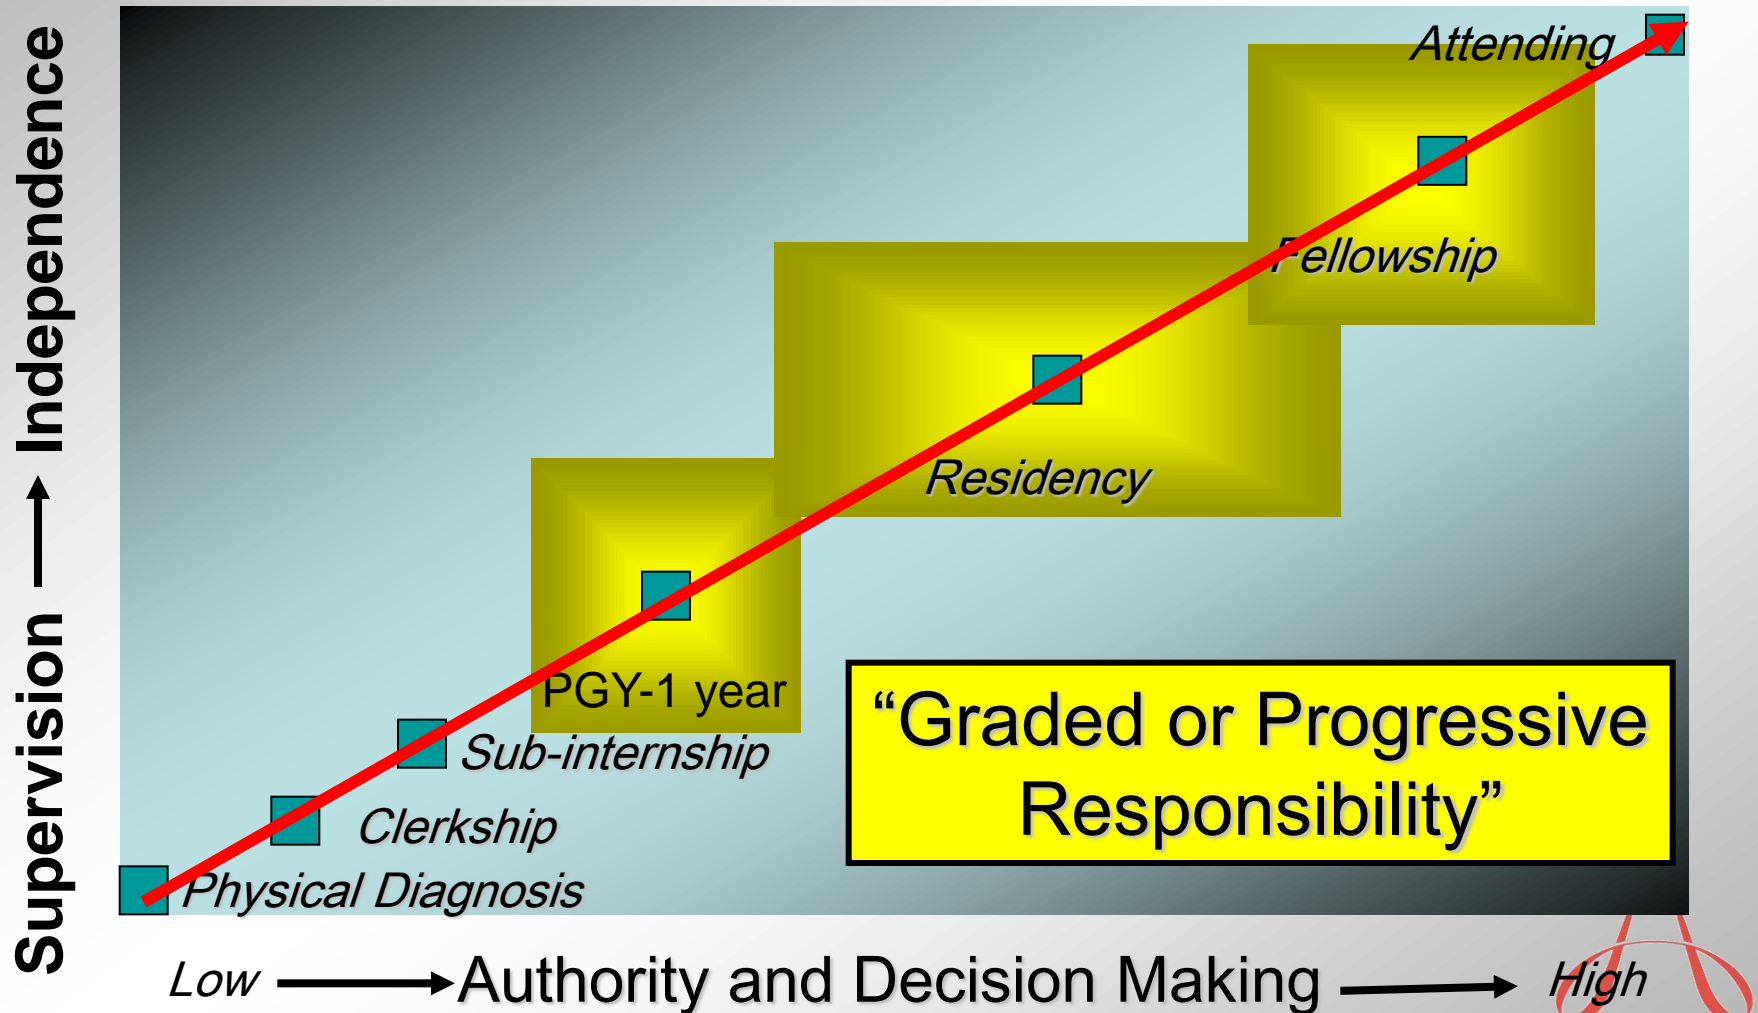 Supervision
Independence
Attending
Fellowship
Residency
PGY-1 year
Sub-internship
Clerkship
Physical Diagnosis
“Graded or Progressive
Responsibility”
Low
Authority and Decision Making
High